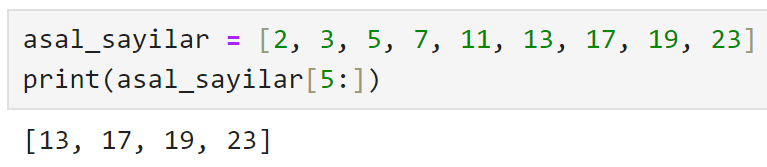 asal_sayilar = [2, 3, 5, 7, 11, 13, 17, 19, 23]
print(asal_sayilar[5:])
[13, 17, 19, 23]